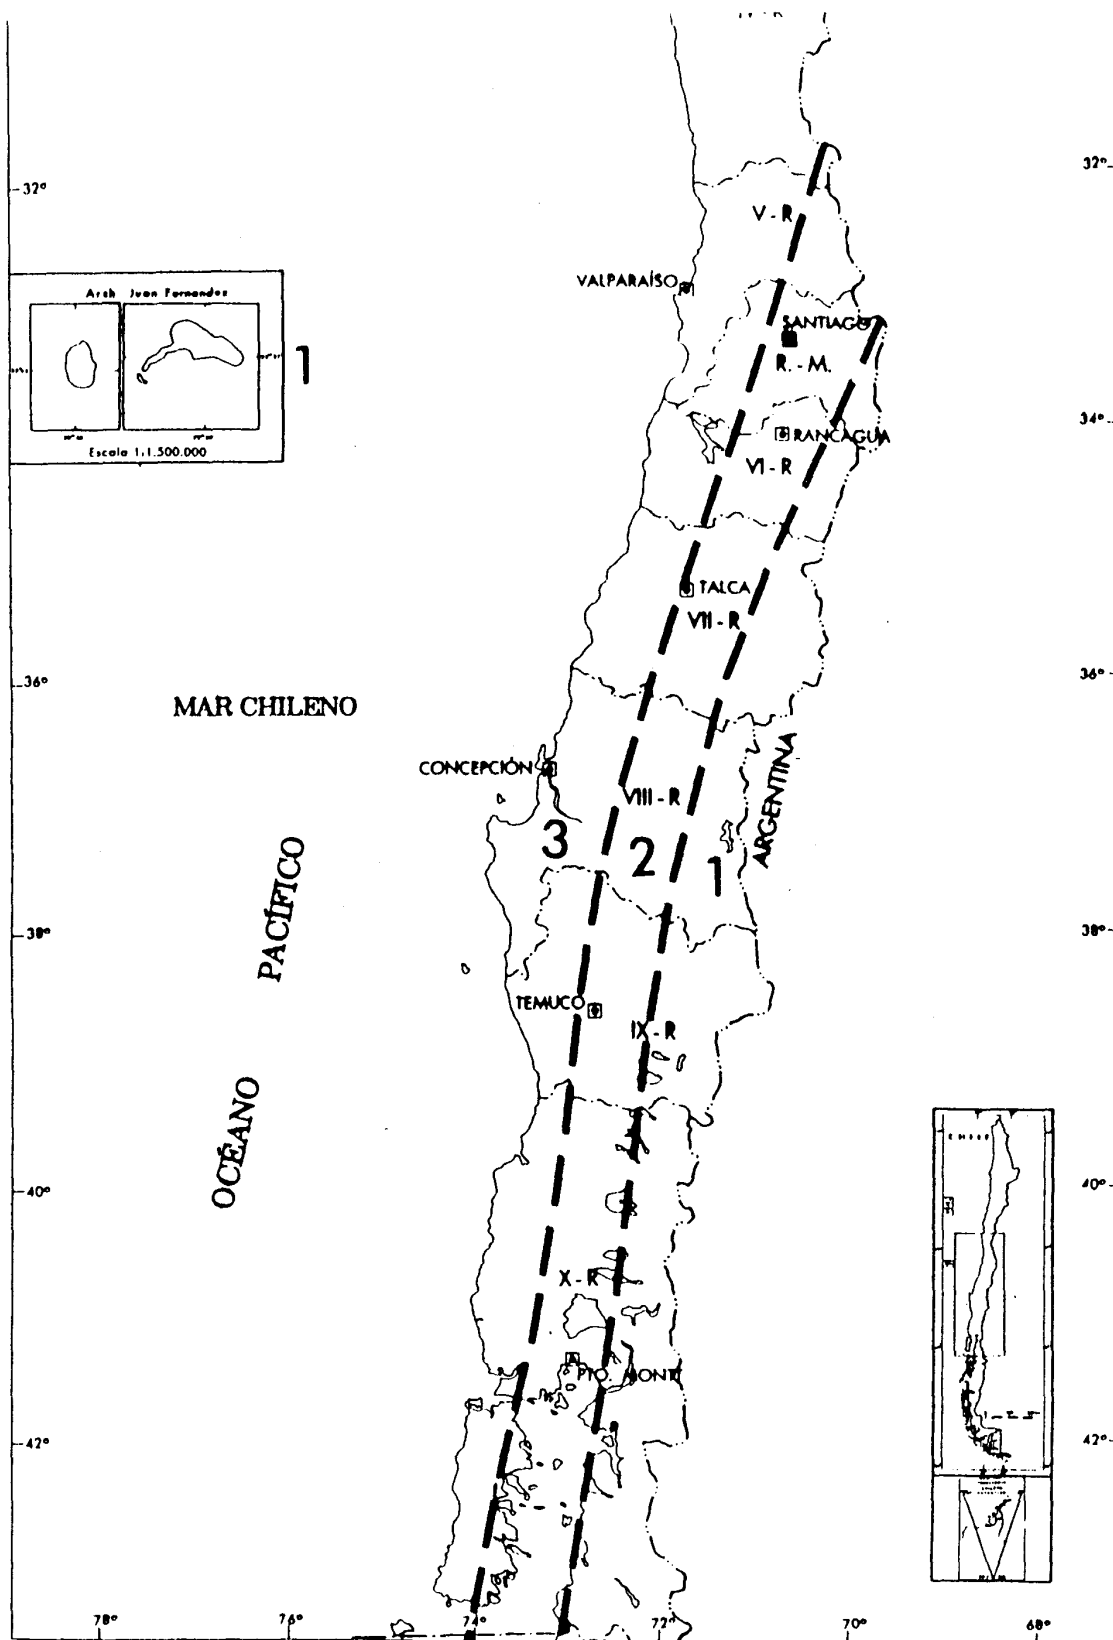 32°
32°
V - R
VALPARAÍSO
Arch Juan Fernandez
SANTIAGO
1
R. - M.
34°
RANCAGUA
Escala 1:1.500.000
VI - R
TALCA
VII - R
36°
36°
MAR CHILENO
ARGENTINA
CONCEPCIÓN
VIII - R
3
2
1
PACÍFICO
38°
38°
TEMUCO
IX - R
OCÉANO
CHILE
40°
40°
X - R
PTO. MONTT
42°
42°
78°
76°
74°
72°
70°
68°